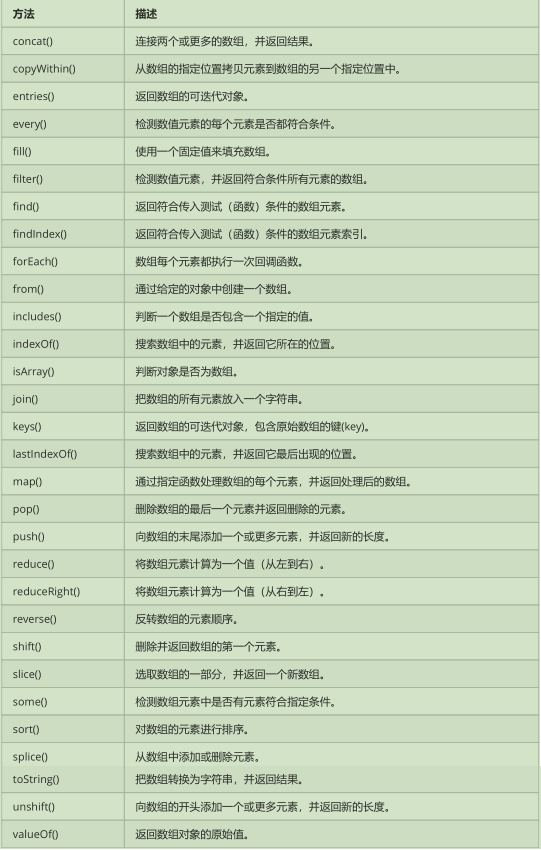 方法 描述
concat() 连接两个或更多的数组，并返回结果。
copyWithin() 从数组的指定位置拷贝元素到数组的另一个指定位置中。
entries() 返回数组的可迭代对象。
every() 检测数值元素的每个元素是否都符合条件。
fill() 使用一个固定值来填充数组。
filter() 检测数值元素，并返回符合条件所有元素的数组。
find() 返回符合传入测试（函数）条件的数组元素。
findIndex() 返回符合传入测试（函数）条件的数组元素索引。
forEach() 数组每个元素都执行一次回调函数。
from() 通过给定的对象中创建一个数组。
includes() 判断一个数组是否包含一个指定的值。
indexOf() 搜索数组中的元素，并返回它所在的位置。
isArray() 判断对象是否为数组。
join() 把数组的所有元素放入一个字符串。
keys() 返回数组的可迭代对象，包含原始数组的键(key)。
lastIndexOf() 搜索数组中的元素，并返回它最后出现的位置。
map() 通过指定函数处理数组的每个元素，并返回处理后的数组。
pop() 删除数组的最后一个元素并返回删除的元素。
push() 向数组的末尾添加一个或更多元素，并返回新的长度。
reduce() 将数组元素计算为一个值（从左到右）。
reduceRight() 将数组元素计算为一个值（从右到左）。
reverse() 反转数组的元素顺序。
shift() 删除并返回数组的第一个元素。
slice() 选取数组的一部分，并返回一个新数组。
some() 检测数组元素中是否有元素符合指定条件。
sort() 对数组的元素进行排序。
splice() 从数组中添加或删除元素。
toString() 把数组转换为字符串，并返回结果。
unshift() 向数组的开头添加一个或更多元素，并返回新的长度。
valueOf() 返回数组对象的原始值。